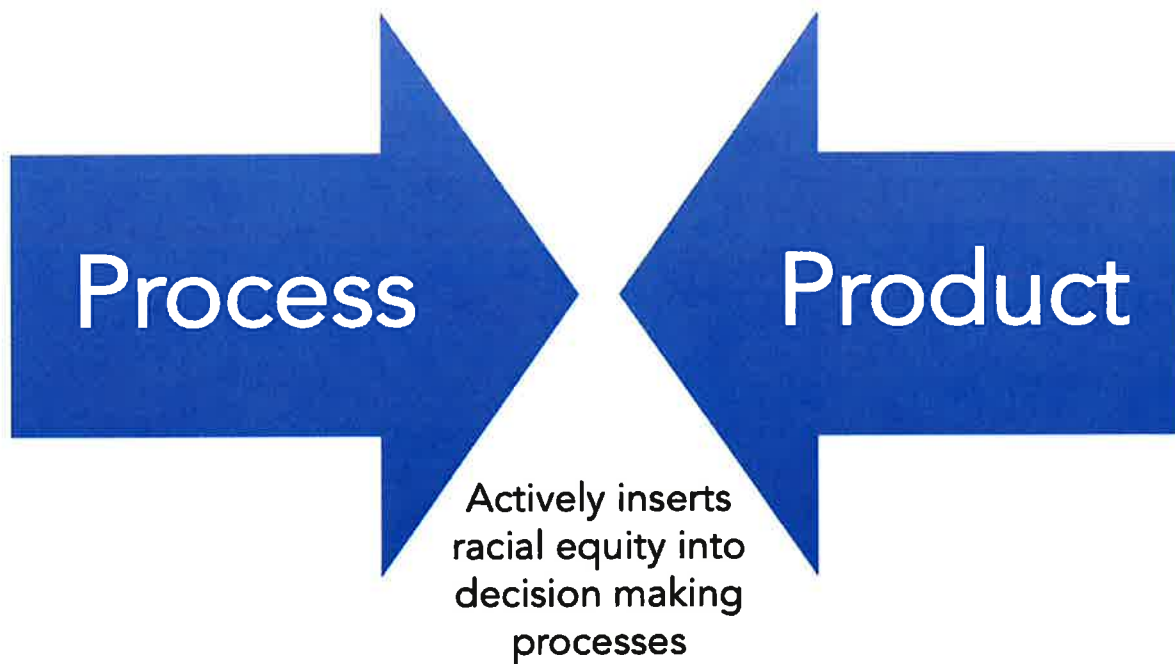 Process
Product
Actively inserts
racial equity into
decision making
processes